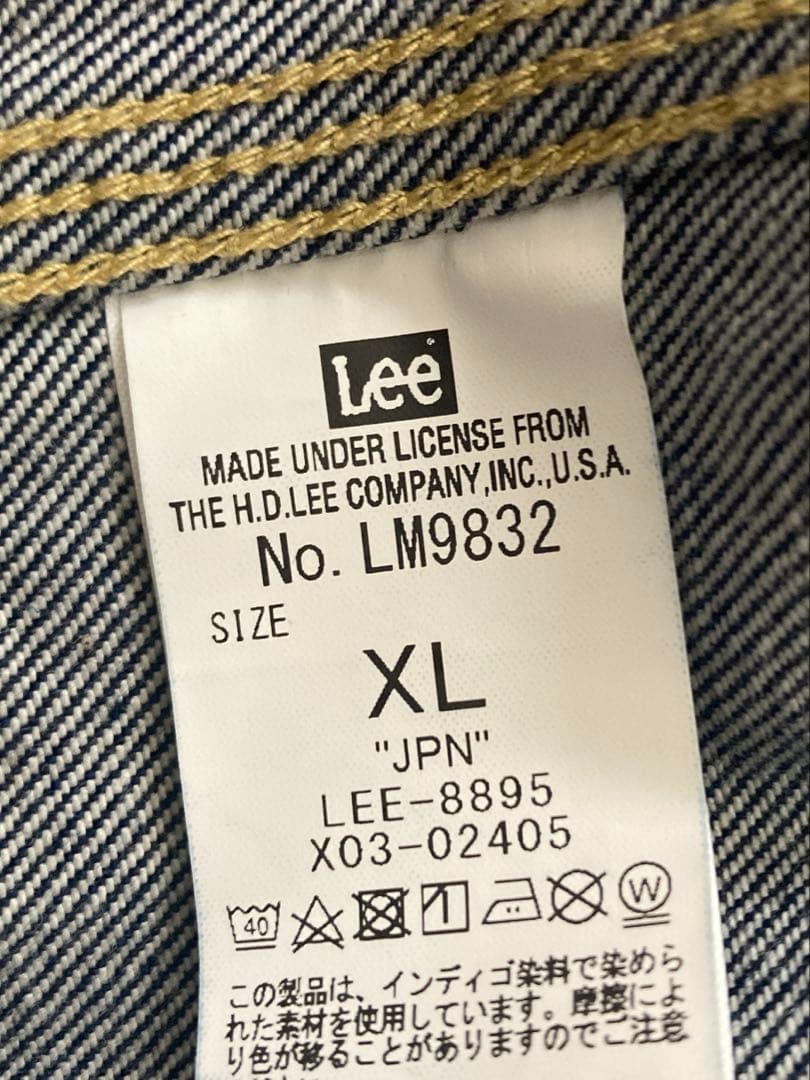 Lee
MADE UNDER LICENSE FROM
THE H.D.LEE COMPANY,INC.,U.S.A.
No. LM9832
SIZE
XL
"JPN"
LEE-8895
X03-02405
40 W
この製品は、インディゴ染料で染めら
れた素材を使用しています。摩擦によ
り色が移ることがありますのでご注意